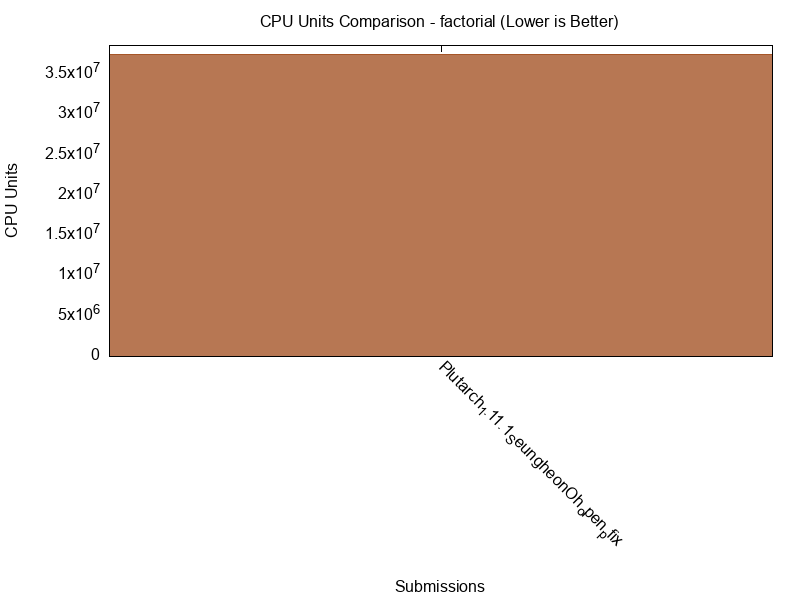 CPU Units Comparison - factorial (Lower is Better)
CPU Units
3.5x10^7
3x10^7
2.5x10^7
2x10^7
1.5x10^7
1x10^7
5x10^6
0
Plutarch_1.11.1_SeungheonOh_open_pfix
Submissions